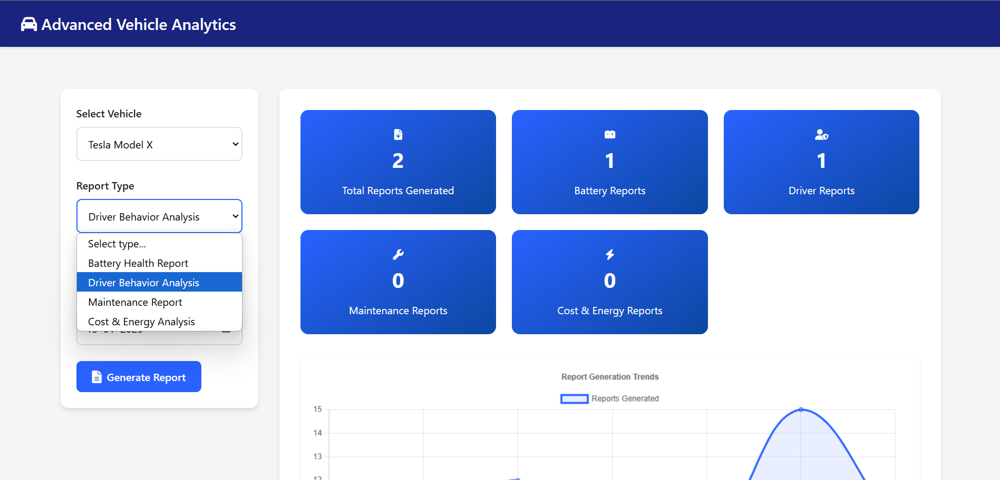 Advanced Vehicle Analytics
Select Vehicle
Tesla Model X
Report Type
Driver Behavior Analysis
Select type...
Battery Health Report
Driver Behavior Analysis
Maintenance Report
Cost & Energy Analysis
Generate Report
2
Total Reports Generated
1
Battery Reports
1
Driver Reports
0
Maintenance Reports
0
Cost & Energy Reports
Report Generation Trends
Reports Generated
15
14
13
12